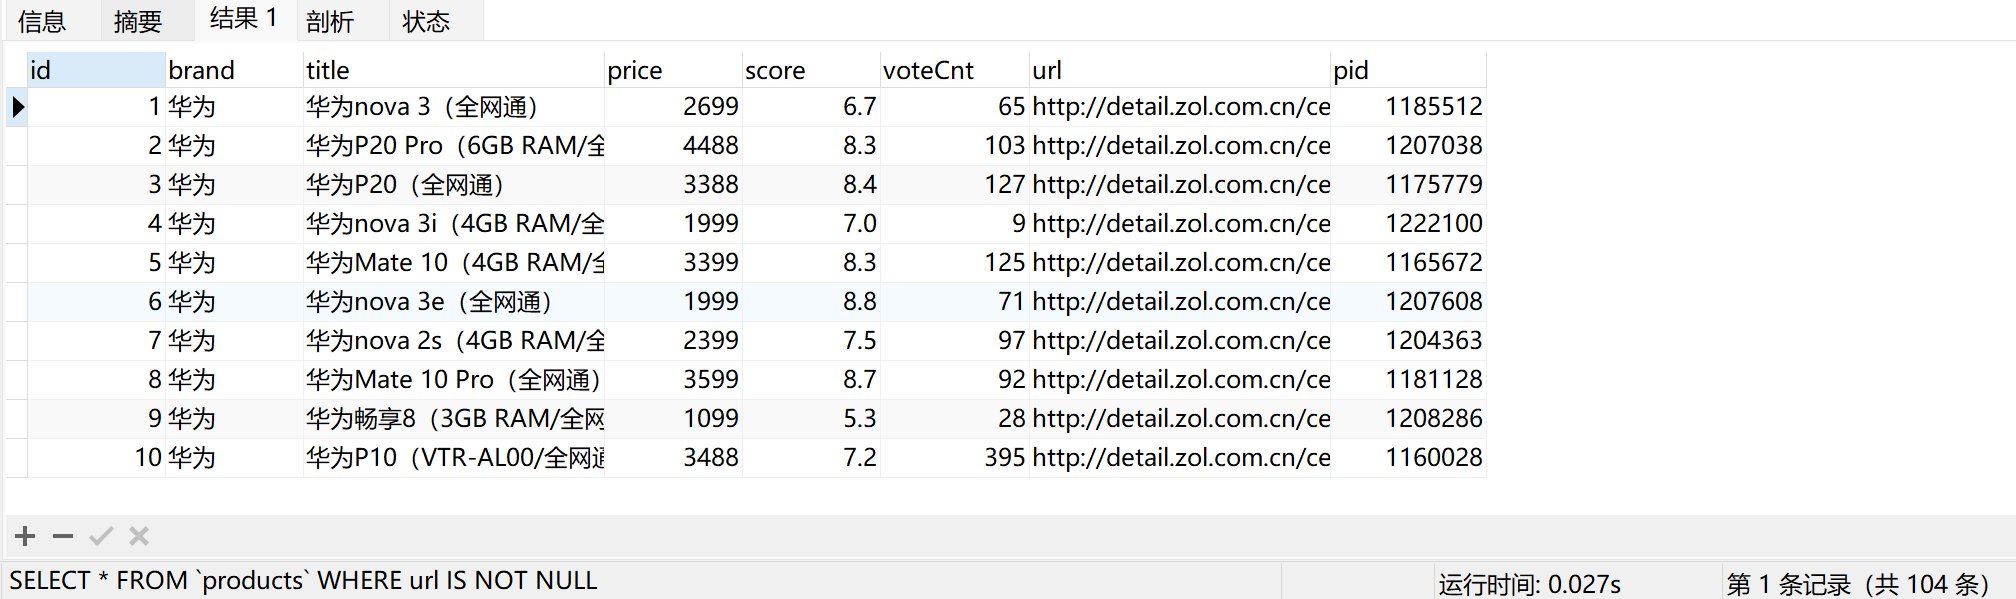 信息 摘要 结果 1 剖析 状态
id brand title price score voteCnt url pid
1 华为 华为nova 3（全网通） 2699 6.7 65 http://detail.zol.com.cn/ce 1185512
2 华为 华为P20 Pro（6GB RAM/全 4488 8.3 103 http://detail.zol.com.cn/ce 1207038
3 华为 华为P20（全网通） 3388 8.4 127 http://detail.zol.com.cn/ce 1175779
4 华为 华为nova 3i（4GB RAM/全 1999 7.0 9 http://detail.zol.com.cn/ce 1222100
5 华为 华为Mate 10（4GB RAM/全 3399 8.3 125 http://detail.zol.com.cn/ce 1165672
6 华为 华为nova 3e（全网通） 1999 8.8 71 http://detail.zol.com.cn/ce 1207608
7 华为 华为nova 2s（4GB RAM/全 2399 7.5 97 http://detail.zol.com.cn/ce 1204363
8 华为 华为Mate 10 Pro（全网通） 3599 8.7 92 http://detail.zol.com.cn/ce 1181128
9 华为 华为畅享8（3GB RAM/全网 1099 5.3 28 http://detail.zol.com.cn/ce 1208286
10 华为 华为P10（VTR-AL00/全网通 3488 7.2 395 http://detail.zol.com.cn/ce 1160028
SELECT * FROM `products` WHERE url IS NOT NULL 运行时间: 0.027s 第 1 条记录（共 104 条）